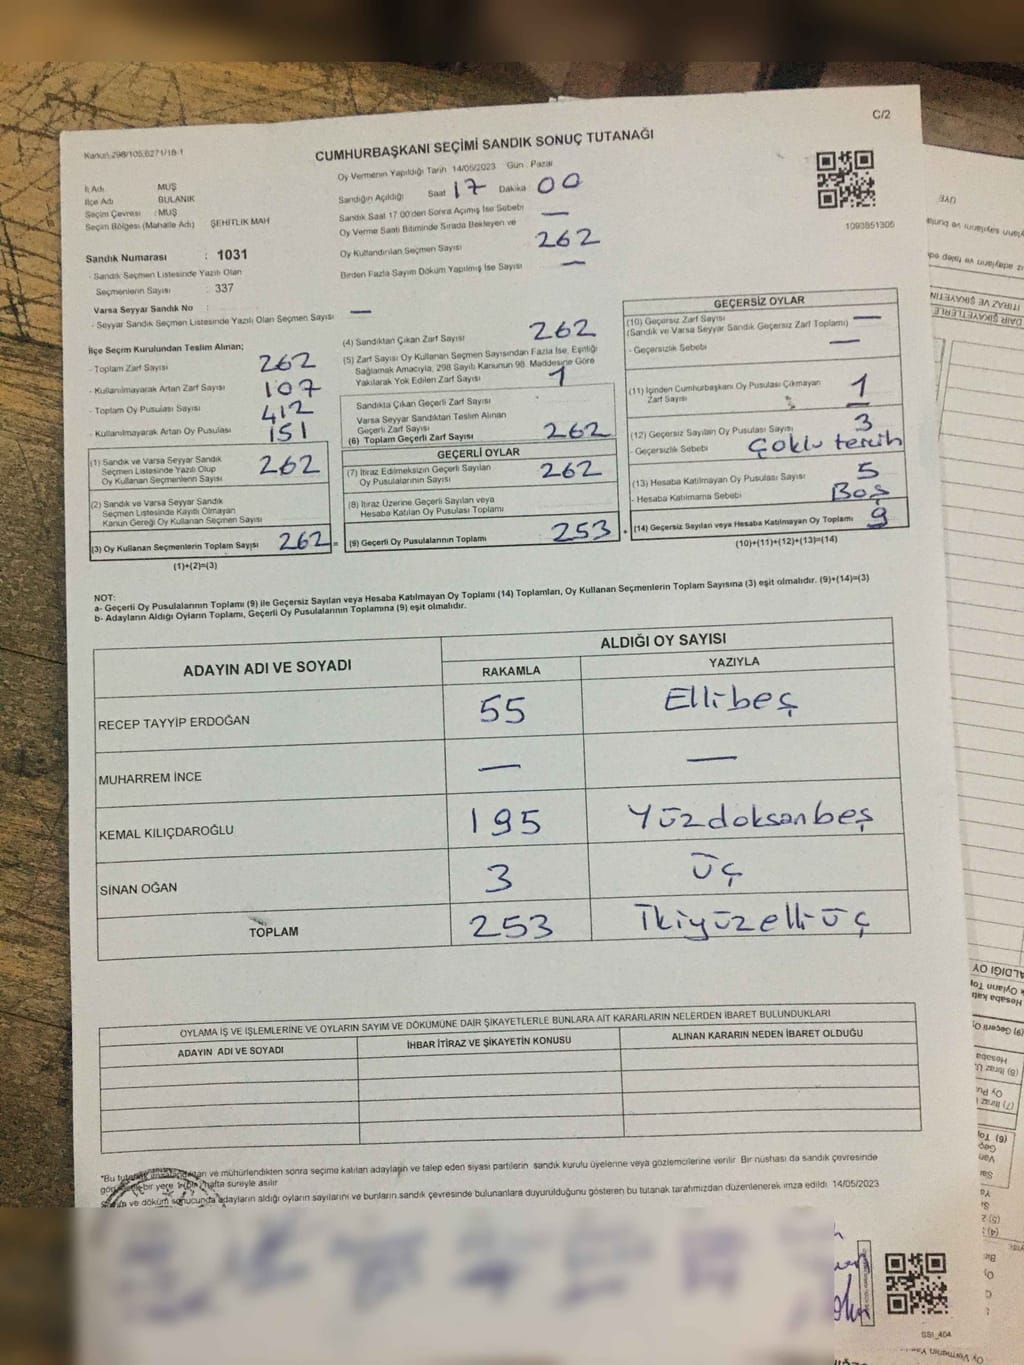 C/2
Kanun:298/105,6271/18-1
CUMHURBAŞKANI SEÇİMİ SANDIK SONUÇ TUTANAĞI
İl Adı : MUŞ
İlçe Adı : BULANIK
Seçim Çevresi : MUŞ
Seçim Bölgesi (Mahalle Adı) ŞEHİTLİK MAH
Sandık Numarası : 1031
- Sandık Seçmen Listesinde Yazılı Olan
Seçmenlerin Sayısı : 337
Varsa Seyyar Sandık No :
- Seyyar Sandık Seçmen Listesinde Yazılı Olan Seçmen Sayısı —
Oy Vermenin Yapıldığı Tarih 14/05/2023 Gün : Pazar
Sandığın Açıldığı Saat 17 Dakika : 00
Sandık Saat 17:00'den Sonra Açımış İse Sebebi —
Oy Verme Saati Bitiminde Sırada Bekleyen ve
Oy Kullandırılan Seçmen Sayısı 262
Birden Fazla Sayım Döküm Yapılmış İse Sayısı —
1093851305
İlçe Seçim Kurulundan Teslim Alınan;
- Toplam Zarf Sayısı 262
- Kullanılmayarak Artan Zarf Sayısı 107
- Toplam Oy Pusulası Sayısı 412
- Kullanılmayarak Artan Oy Pusulası 151
(1) Sandık ve Varsa Seyyar Sandık
Seçmen Listesinde Yazılı Olup
Oy Kullanan Seçmenlerin Sayısı 262
(2) Sandık ve Varsa Seyyar Sandık
Seçmen Listesinde Kayıtlı Olmayan
Kanun Gereği Oy Kullanan Seçmen Sayısı
(3) Oy Kullanan Seçmenlerin Toplam Sayısı 262 =
(1)+(2)=(3)
(4) Sandıktan Çıkan Zarf Sayısı 262
(5) Zarf Sayısı Oy Kullanan Seçmen Sayısından Fazla İse, Eşitliği
Sağlamak Amacıyla, 298 Sayılı Kanunun 98. Maddesine Göre
Yakılarak Yok Edilen Zarf Sayısı 1
Sandıkta Çıkan Geçerli Zarf Sayısı
Varsa Seyyar Sandıktan Teslim Alınan
Geçerli Zarf Sayısı
(6) Toplam Geçerli Zarf Sayısı 262
GEÇERLİ OYLAR
(7) İtiraz Edilmeksizin Geçerli Sayılan
Oy Pusulalarının Sayısı 262
(8) İtiraz Üzerine Geçerli Sayılan veya
Hesaba Katılan Oy Pusulası Toplamı
(9) Geçerli Oy Pusulalarının Toplamı 253 +
GEÇERSİZ OYLAR
(10) Geçersiz Zarf Sayısı —
(Sandık ve Varsa Seyyar Sandık Geçersiz Zarf Toplamı)
- Geçersizlik Sebebi —
(11) İçinden Cumhurbaşkanı Oy Pusulası Çıkmayan
Zarf Sayısı 1
(12) Geçersiz Sayılan Oy Pusulası Sayısı 3
- Geçersizlik Sebebi Çoklu tercih
(13) Hesaba Katılmayan Oy Pusulası Sayısı 5
- Hesaba Katılmama Sebebi Boş
(14) Geçersiz Sayılan veya Hesaba Katılmayan Oy Toplamı 9
(10)+(11)+(12)+(13)=(14)
NOT:
a- Geçerli Oy Pusulalarının Toplamı (9) ile Geçersiz Sayılan veya Hesaba Katılmayan Oy Toplamı (14) Toplamları, Oy Kullanan Seçmenlerin Toplam Sayısına (3) eşit olmalıdır. (9)+(14)=(3)
b- Adayların Aldığı Oyların Toplamı, Geçerli Oy Pusulalarının Toplamına (9) eşit olmalıdır.
ADAYIN ADI VE SOYADI ALDIĞI OY SAYISI
RAKAMLA YAZIYLA
RECEP TAYYİP ERDOĞAN 55 Ellibeş
MUHARREM İNCE — —
KEMAL KILIÇDAROĞLU 195 Yüzdoksanbeş
SİNAN OĞAN 3 üç
TOPLAM 253 İkiyüzelliüç
OYLAMA İŞ VE İŞLEMLERİNE VE OYLARIN SAYIM VE DÖKÜMÜNE DAİR ŞİKAYETLERLE BUNLARA AİT KARARLARIN NELERDEN İBARET BULUNDUKLARI
ADAYIN ADI VE SOYADI İHBAR İTİRAZ VE ŞİKAYETİN KONUSU ALINAN KARARIN NEDEN İBARET OLDUĞU
*Bu tutanak ve mühürlendikten sonra seçime katılan adayların ve talep eden siyasi partilerin sandık kurulu üyelerine veya gözlemcilerine verilir. Bir nüshası da sandık çevresinde
bir yere hafta süreyle asılır.
ve döküm sonucunda adayların aldığı oyların sayılarını ve bunların sandık çevresinde bulunanlara duyurulduğunu gösteren bu tutanak tarafımızdan düzenlenerek imza edildi. 14/05/2023
SSI_404